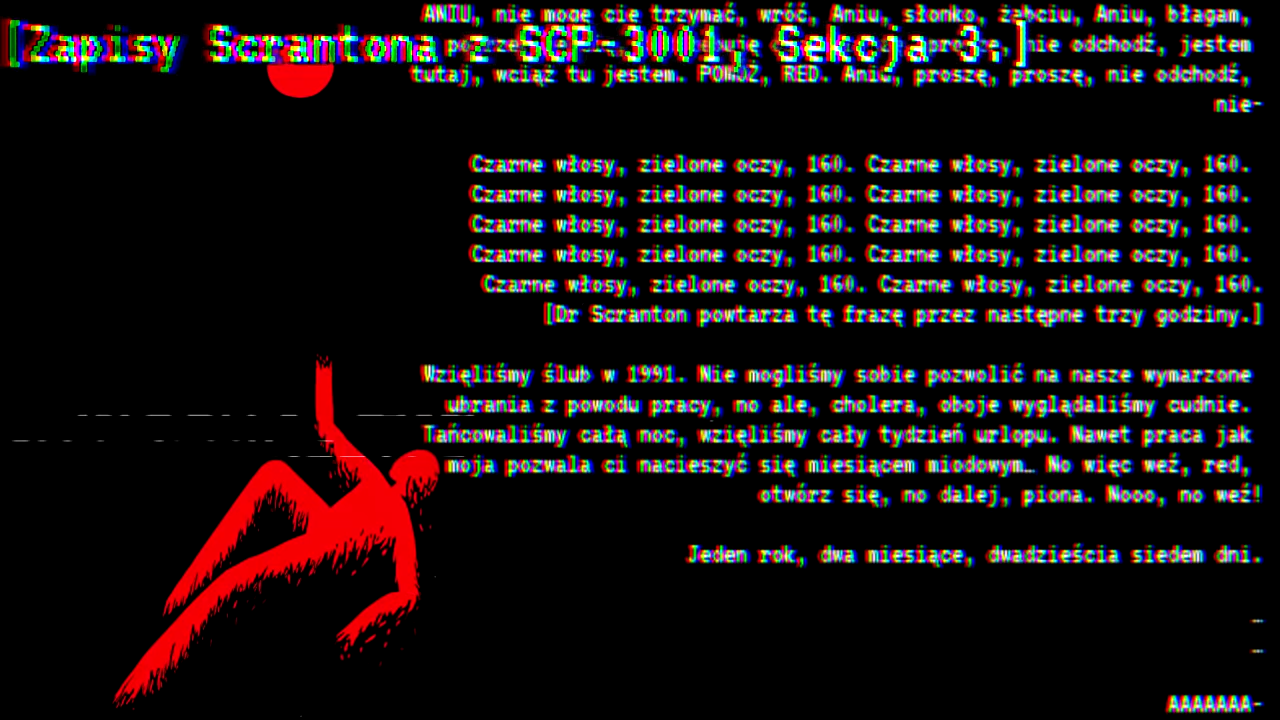 [Zapisy Scrantona z SCP-3001, Sekcja 3.]
ANIU, nie mogę cię trzymać, wróć, Aniu, słonko, żabciu, Aniu, błagam,
proszę, nie odchodź, jestem
tutaj, wciąż tu jestem. POMÓŻ, RED. Aniu, proszę, proszę, nie odchodź,
nie-
Czarne włosy, zielone oczy, 160. Czarne włosy, zielone oczy, 160.
Czarne włosy, zielone oczy, 160. Czarne włosy, zielone oczy, 160.
Czarne włosy, zielone oczy, 160. Czarne włosy, zielone oczy, 160.
Czarne włosy, zielone oczy, 160. Czarne włosy, zielone oczy, 160.
Czarne włosy, zielone oczy, 160. Czarne włosy, zielone oczy, 160.
[Dr Scranton powtarza tę frazę przez następne trzy godziny.]
Wzięliśmy ślub w 1991. Nie mogliśmy sobie pozwolić na nasze wymarzone
ubrania z powodu pracy, no ale, cholera, oboje wyglądaliśmy cudnie.
Tańcowaliśmy całą noc, wzięliśmy cały tydzień urlopu. Nawet praca jak
moja pozwala ci nacieszyć się miesiącem miodowym… No więc weź, red,
otwórz się, no dalej, piona. Nooo, no weź!
Jeden rok, dwa miesiące, dwadzieścia siedem dni.
…
…
AAAAAAA-